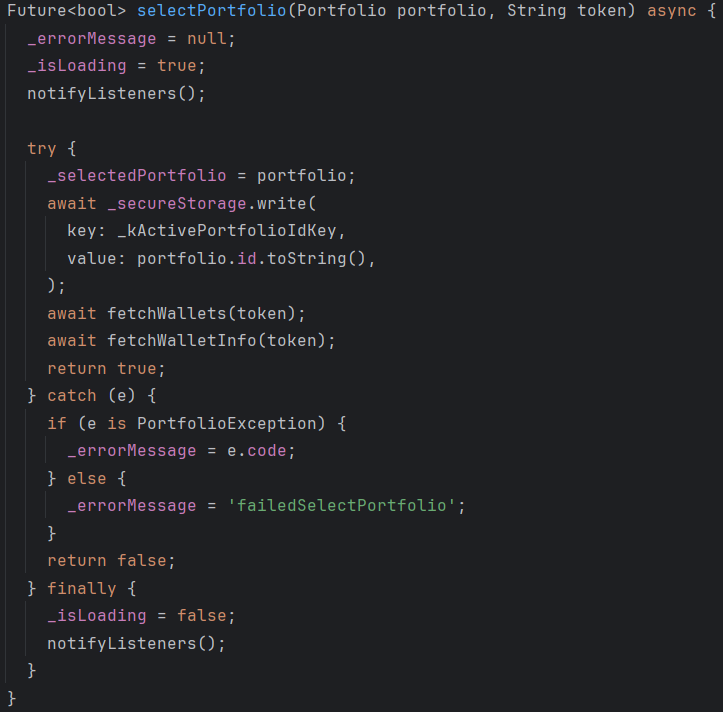 Future<bool> selectPortfolio(Portfolio portfolio, String token) async {
  _errorMessage = null;
  _isLoading = true;
  notifyListeners();

  try {
    _selectedPortfolio = portfolio;
    await _secureStorage.write(
      key: _kActivePortfolioIdKey,
      value: portfolio.id.toString(),
    );
    await fetchWallets(token);
    await fetchWalletInfo(token);
    return true;
  } catch (e) {
    if (e is PortfolioException) {
      _errorMessage = e.code;
    } else {
      _errorMessage = 'failedSelectPortfolio';
    }
    return false;
  } finally {
    _isLoading = false;
    notifyListeners();
  }
}